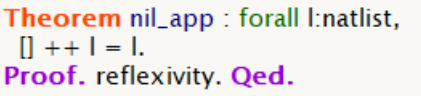 Theorem nil_app : forall l:natlist,
[] ++ l = l.
Proof. reflexivity. Qed.